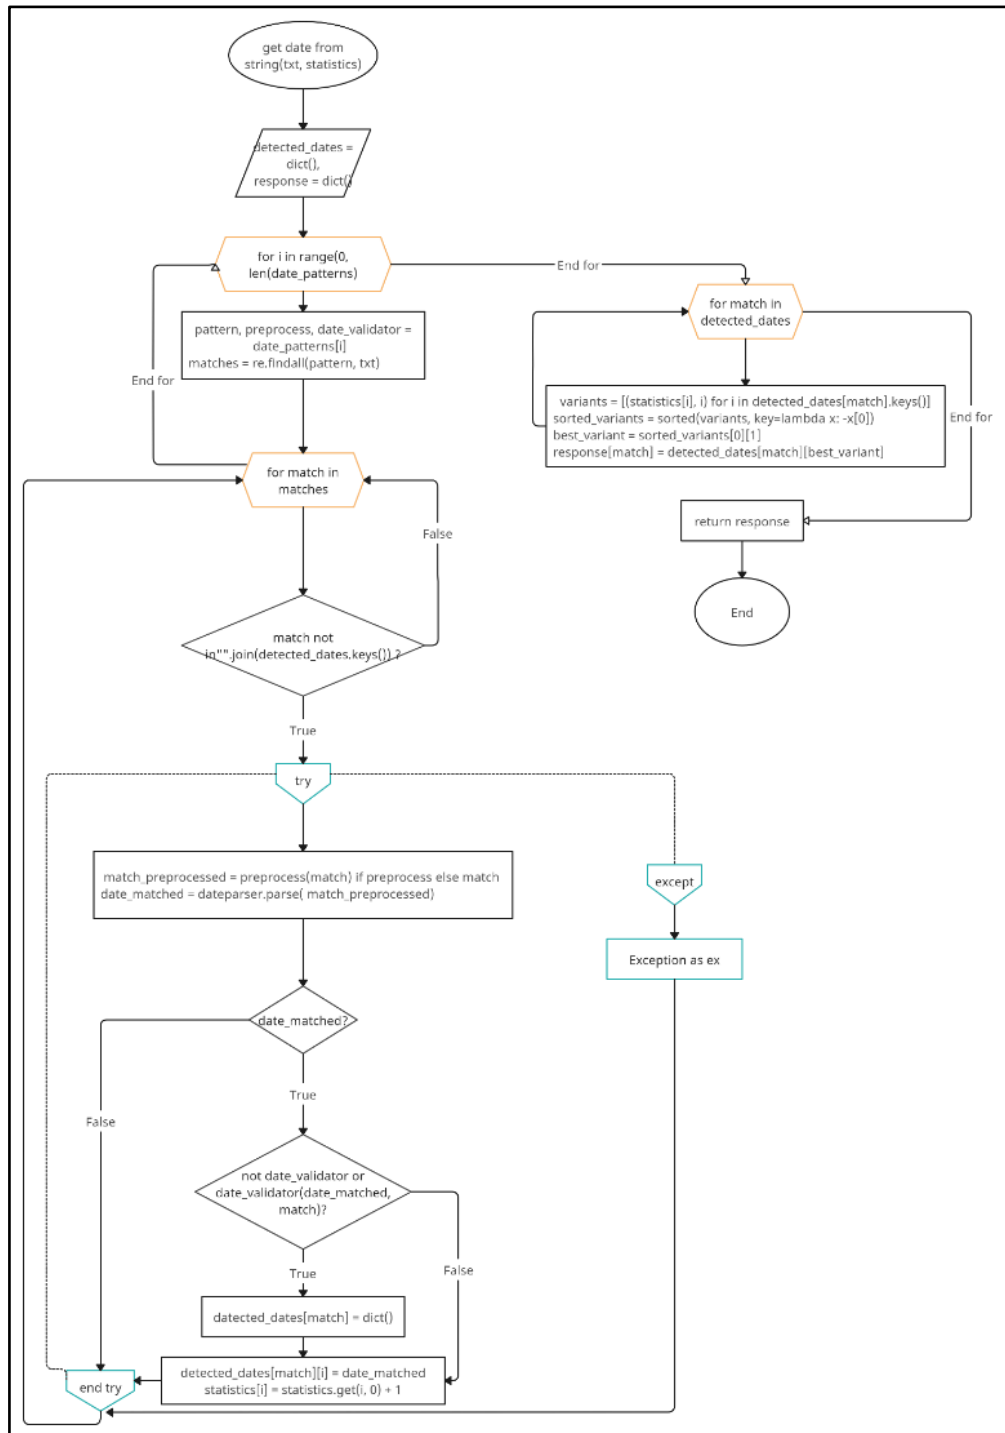 get date from
string(txt, statistics)
detected_dates =
dict(),
response = dict()
for i in range(0,
len(date_patterns)
End for
for match in
detected_dates
pattern, preprocess, date_validator =
date_patterns[i]
matches = re.findall(pattern, txt)
End for
variants = [(statistics[i], i) for i in detected_dates[match].keys()]
sorted_variants = sorted(variants, key=lambda x: -x[0])
best_variant = sorted_variants[0][1]
response[match] = detected_dates[match][best_variant]
End for
for match in
matches
False
return response
End
match not
in"".join(detected_dates.keys()) ?
True
try
match_preprocessed = preprocess(match) if preprocess else match
date_matched = dateparser.parse( match_preprocessed)
except
Exception as ex
date_matched?
False
True
not date_validator or
date_validator(date_matched,
match)?
True
False
datected_dates[match] = dict()
detected_dates[match][i] = date_matched
statistics[i] = statistics.get(i, 0) + 1
end try